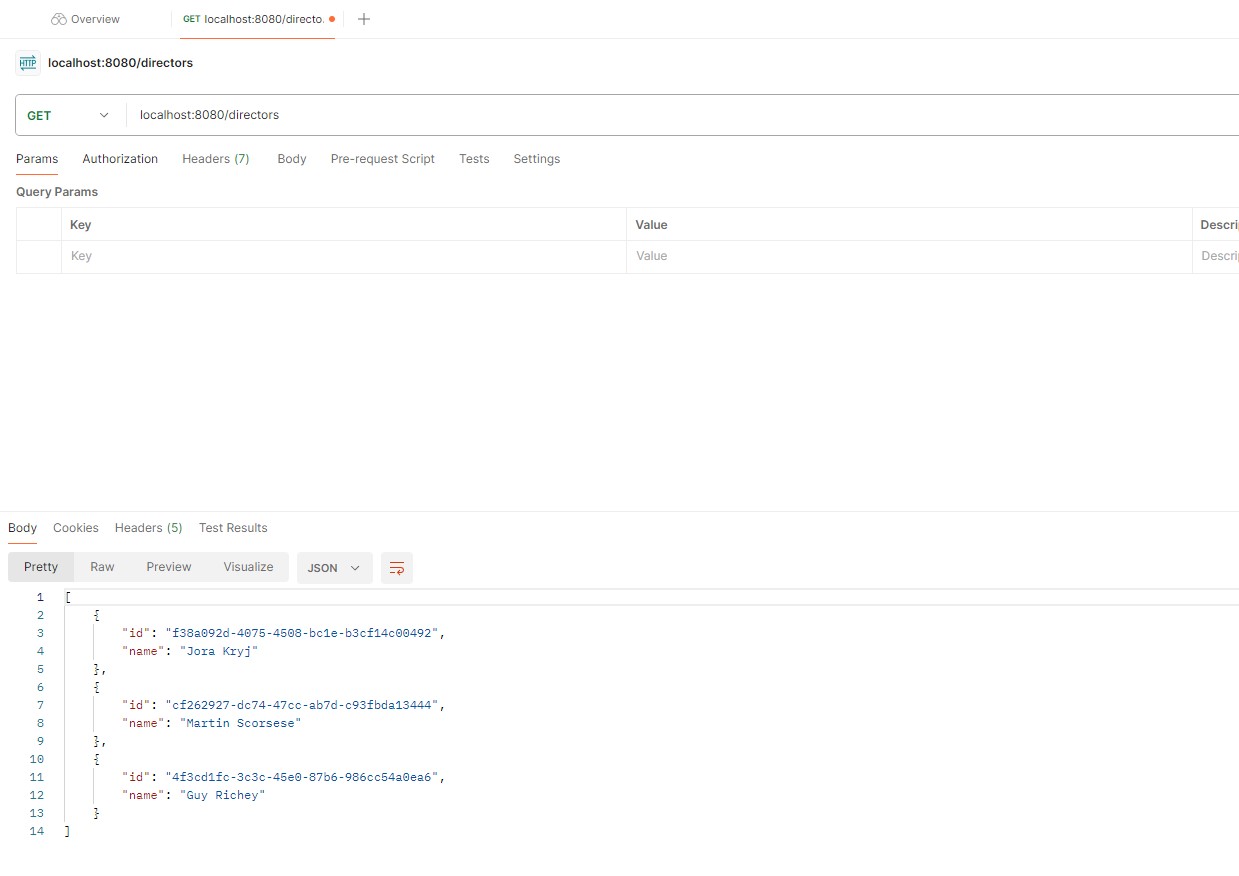 Overview
GET localhost:8080/directo.
HTTP localhost:8080/directors
GET localhost:8080/directors
Params Authorization Headers (7) Body Pre-request Script Tests Settings
Query Params
Key Value Descri
Key Value Descri
Body Cookies Headers (5) Test Results
Pretty Raw Preview Visualize JSON
1 [
2 {
3 "id": "f38a092d-4075-4508-bc1e-b3cf14c00492",
4 "name": "Jora Kryj"
5 },
6 {
7 "id": "cf262927-dc74-47cc-ab7d-c93fbda13444",
8 "name": "Martin Scorsese"
9 },
10 {
11 "id": "4f3cd1fc-3c3c-45e0-87b6-986cc54a0ea6",
12 "name": "Guy Richey"
13 }
14 ]